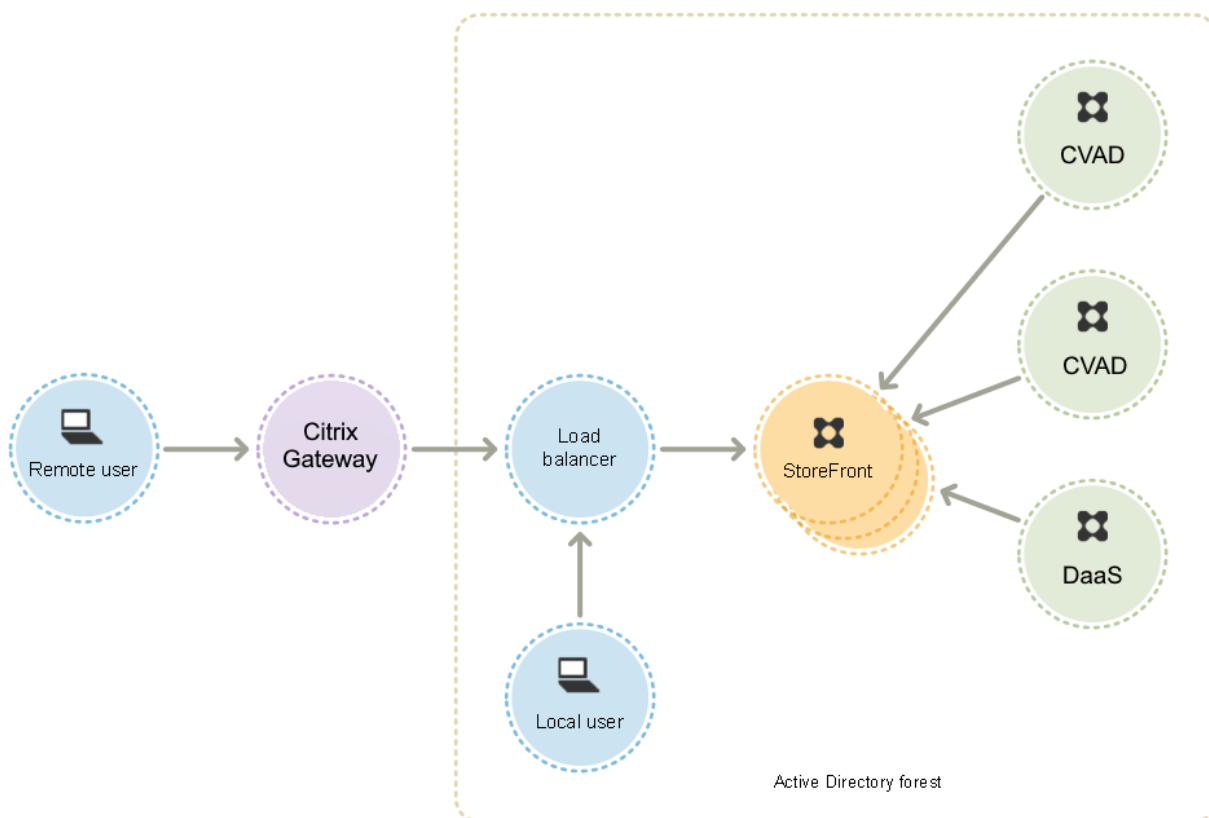 CVAD
CVAD
Remote user
Citrix
Gateway
Load
balancer
StoreFront
DaaS
Local user
Active Directory forest